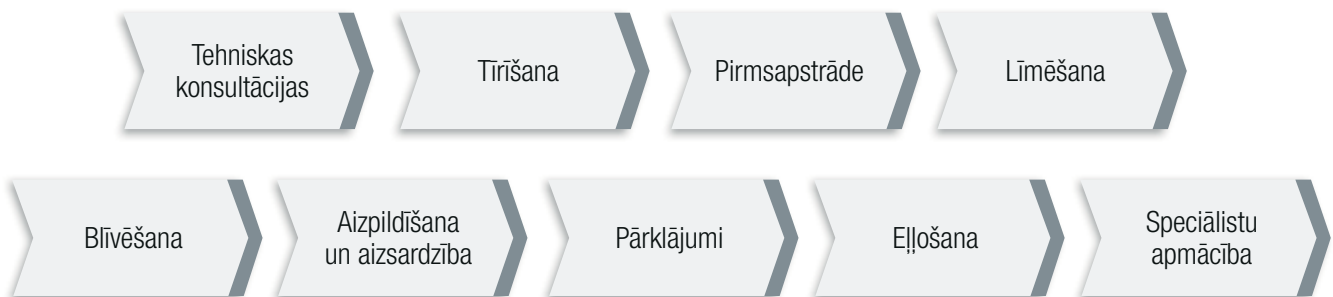 Tehniskas
konsultācijas
Tīrīšana
Pirmsapstrāde
Līmēšana
Blīvēšana
Aizpildīšana
un aizsardzība
Pārklājumi
Eļļošana
Speciālistu
apmācība